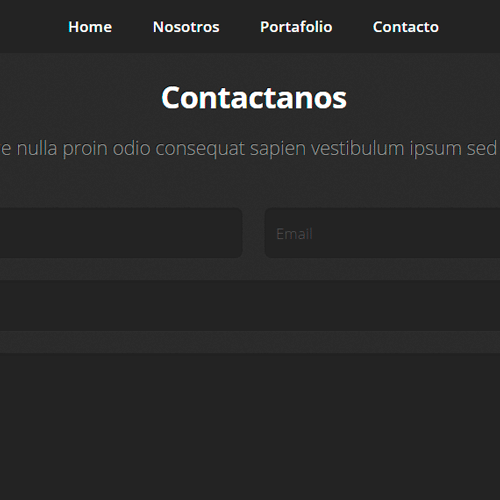 Home Nosotros Portafolio Contacto
Contactanos
nulla proin odio consequat sapien vestibulum ipsum sed
Email